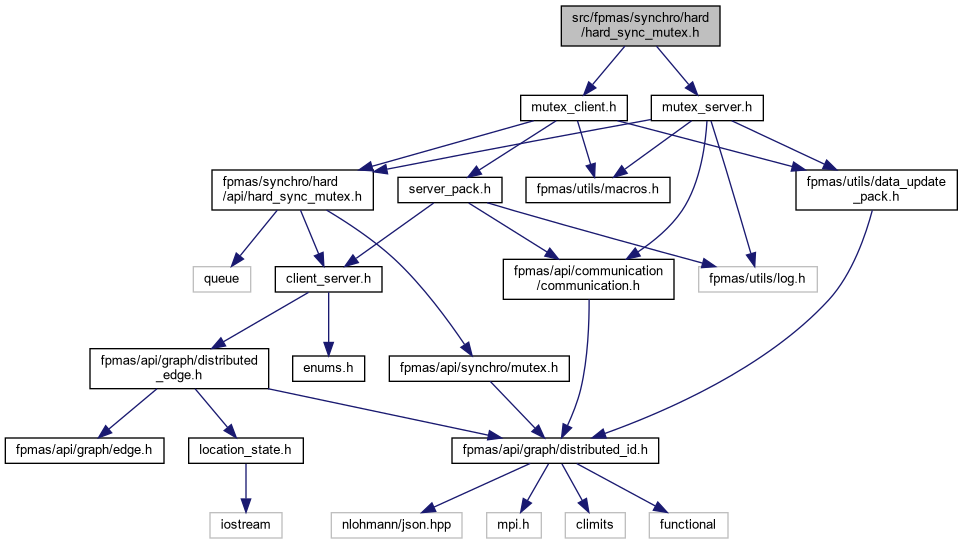 src/fpmas/synchro/hard
/hard_sync_mutex.h
mutex_client.h
mutex_server.h
fpmas/synchro/hard
/api/hard_sync_mutex.h
server_pack.h
fpmas/utils/macros.h
fpmas/utils/data_update
_pack.h
queue
client_server.h
fpmas/api/communication
/communication.h
fpmas/utils/log.h
fpmas/api/graph/distributed
_edge.h
enums.h
fpmas/api/synchro/mutex.h
fpmas/api/graph/edge.h
location_state.h
fpmas/api/graph/distributed_id.h
iostream
nlohmann/json.hpp
mpi.h
climits
functional